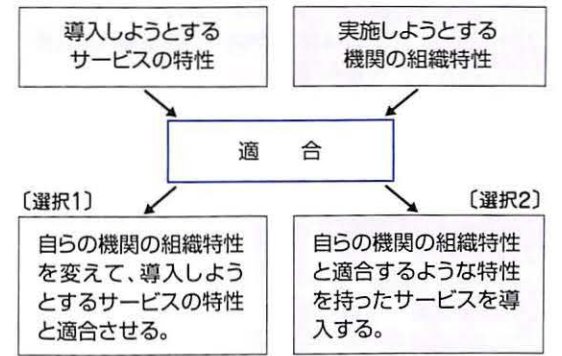 導入しようとする
サービスの特性
実施しようとする
機関の組織特性
適 合
〔選択1〕
〔選択2〕
自らの機関の組織特性
を変えて、導入しよう
とするサービスの特性
と適合させる。
自らの機関の組織特性
と適合するような特性
を持ったサービスを導
入する。